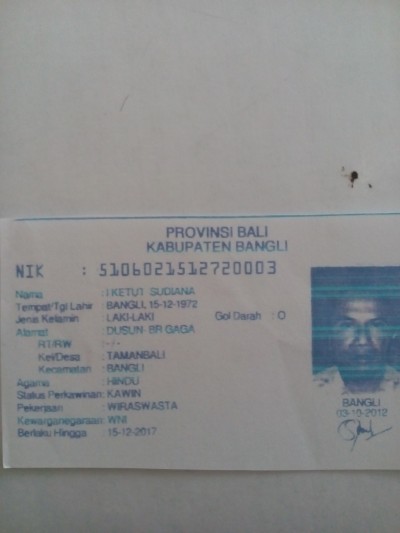 PROVINSI BALI
KABUPATEN BANGLI
NIK : 5106021512720003
Nama : I KETUT SUDIANA
Tempat/Tgl Lahir : BANGLI, 15-12-1972
Jenis Kelamin : LAKI-LAKI Gol Darah : O
Alamat : DUSUN BR GAGA
RT/RW : -/-
Kel/Desa : TAMANBALI
Kecamatan : BANGLI
Agama : HINDU
Status Perkawinan: KAWIN
Pekerjaan : WIRASWASTA
Kewarganegaraan: WNI
Berlaku Hingga : 15-12-2017
BANGLI
03-10-2012